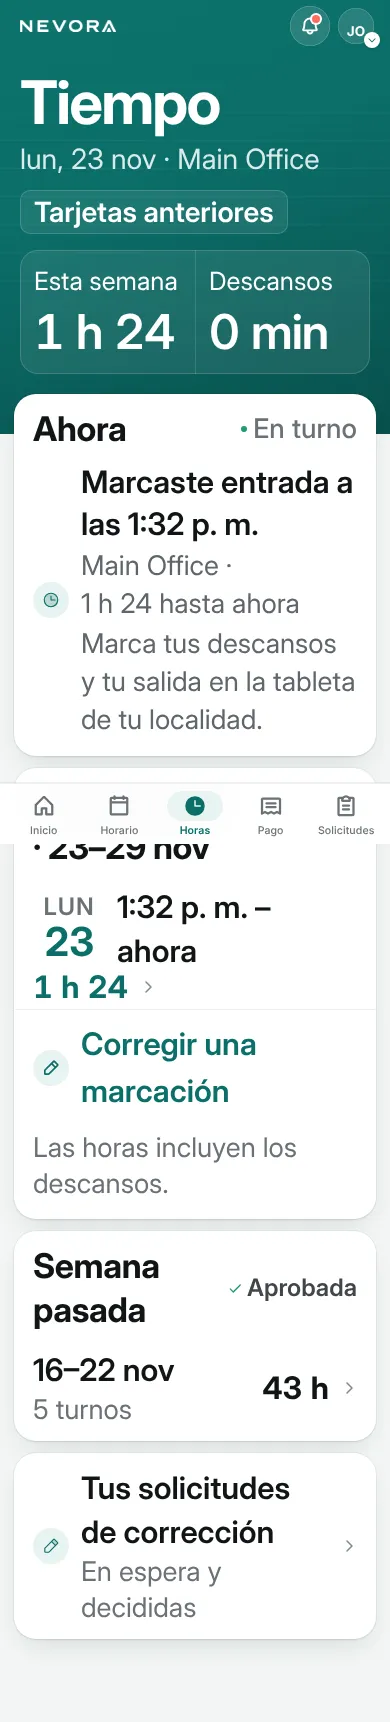 NEVORA
JO
Tiempo
lun, 23 nov · Main Office
Tarjetas anteriores
Esta semana
1 h 24
Descansos
0 min
Ahora
En turno
Marcaste entrada a
las 1:32 p. m.
Main Office ·
1 h 24 hasta ahora
Marca tus descansos
y tu salida en la tableta
de tu localidad.
Inicio
Horario
Horas
Pago
Solicitudes
· 23–29 nov
LUN
23
1:32 p. m. –
ahora
1 h 24
Corregir una
marcación
Las horas incluyen los
descansos.
Semana
pasada
Aprobada
16–22 nov
5 turnos
43 h
Tus solicitudes
de corrección
En espera y
decididas